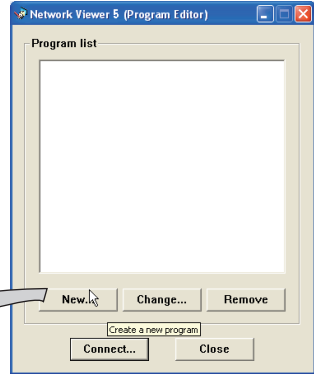 Network Viewer 5 (Program Editor)
Program list
New...
Change...
Remove
Create a new program
Connect...
Close